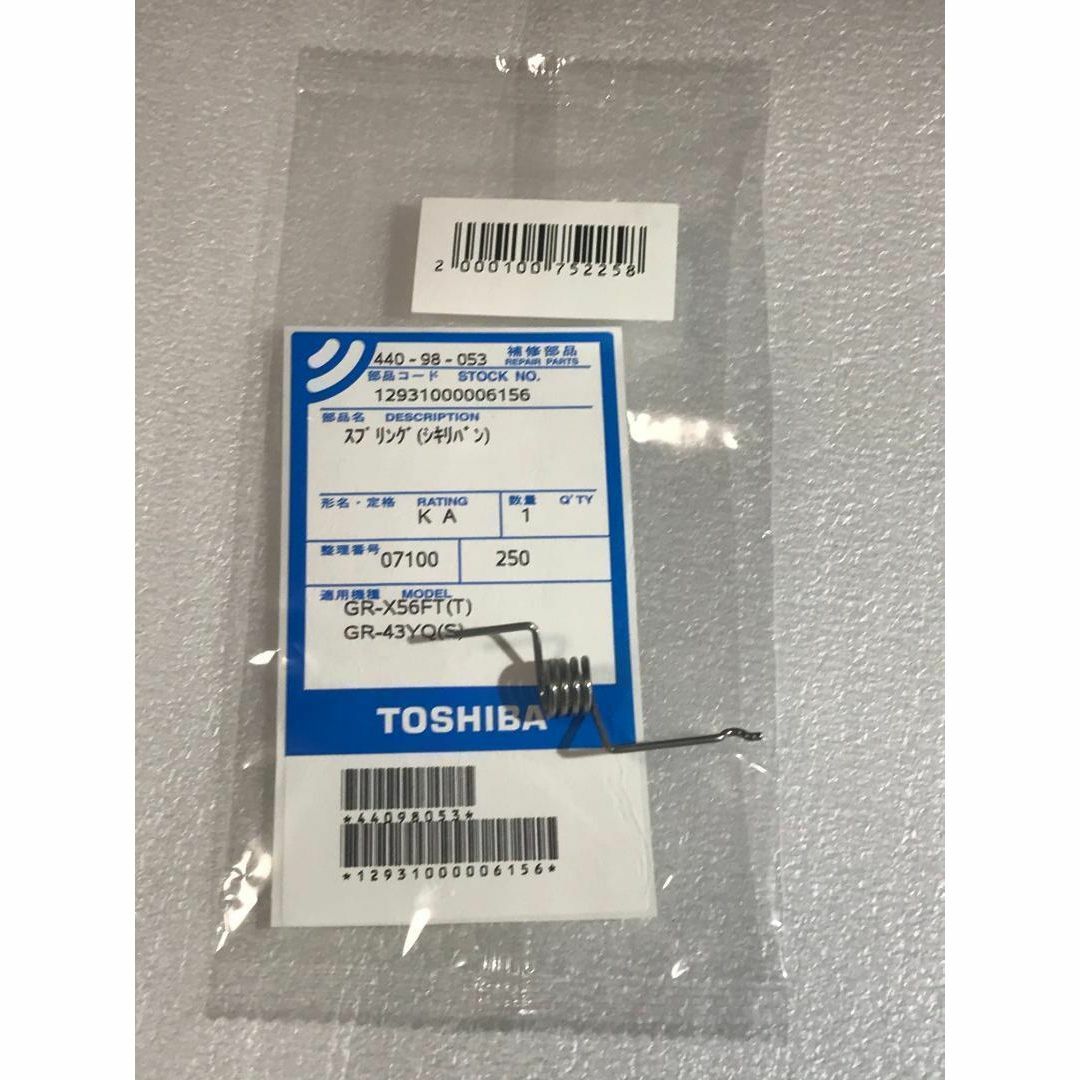 2 000100 752258
440-98-053 補修部品
REPAIR PARTS
部品コード STOCK NO.
12931000006156
部品名 DESCRIPTION
スプリング(シキリバン)
形名・定格 RATING 数量 Q'TY
K A 1
整理番号 07100 250
適用機種 MODEL
GR-X56FT(T)
GR-43YQ(S)
TOSHIBA
*44098053*
*12931000006156*